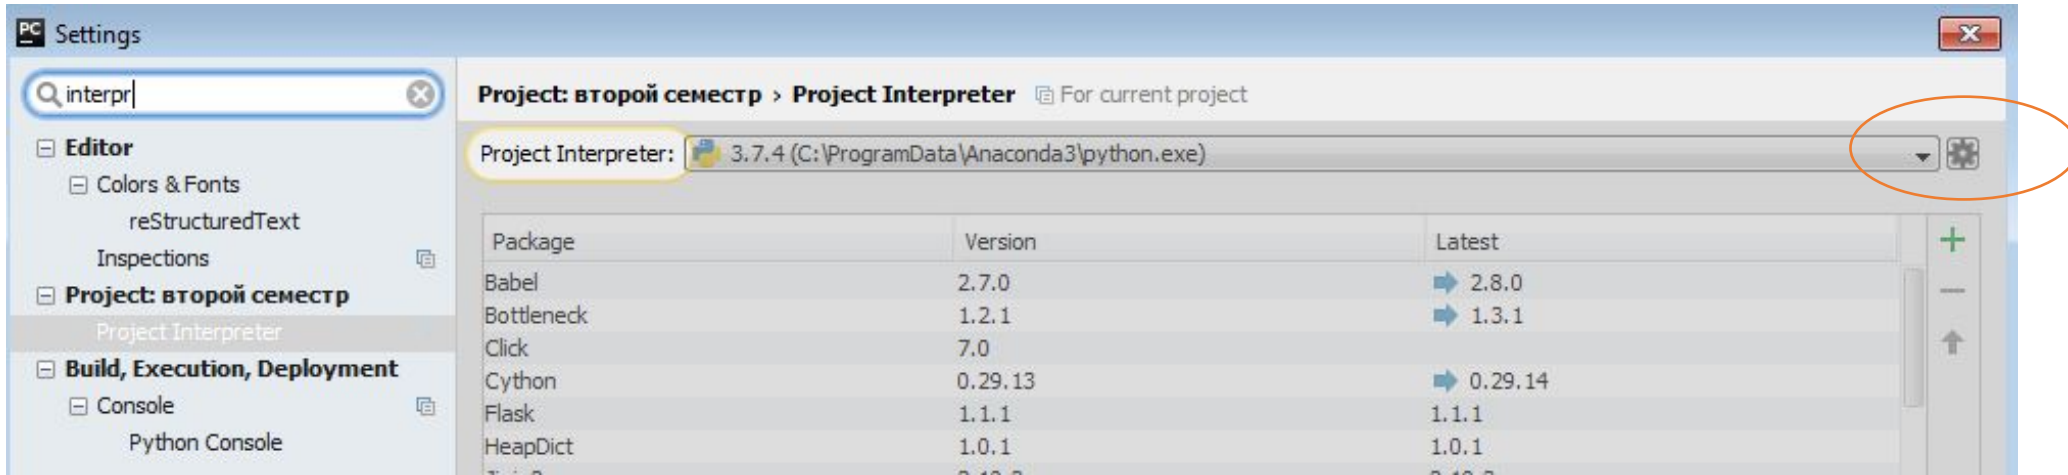 PC Settings
interpr
Project: второй семестр › Project Interpreter For current project
Editor
Project Interpreter: 3.7.4 (C:\ProgramData\Anaconda3\python.exe)
Colors & Fonts
reStructuredText
Package Version Latest
Inspections
Babel 2.7.0 2.8.0
Project: второй семестр
Bottleneck 1.2.1 1.3.1
Project Interpreter
Click 7.0
Build, Execution, Deployment
Cython 0.29.13 0.29.14
Console
Flask 1.1.1 1.1.1
Python Console
HeapDict 1.0.1 1.0.1